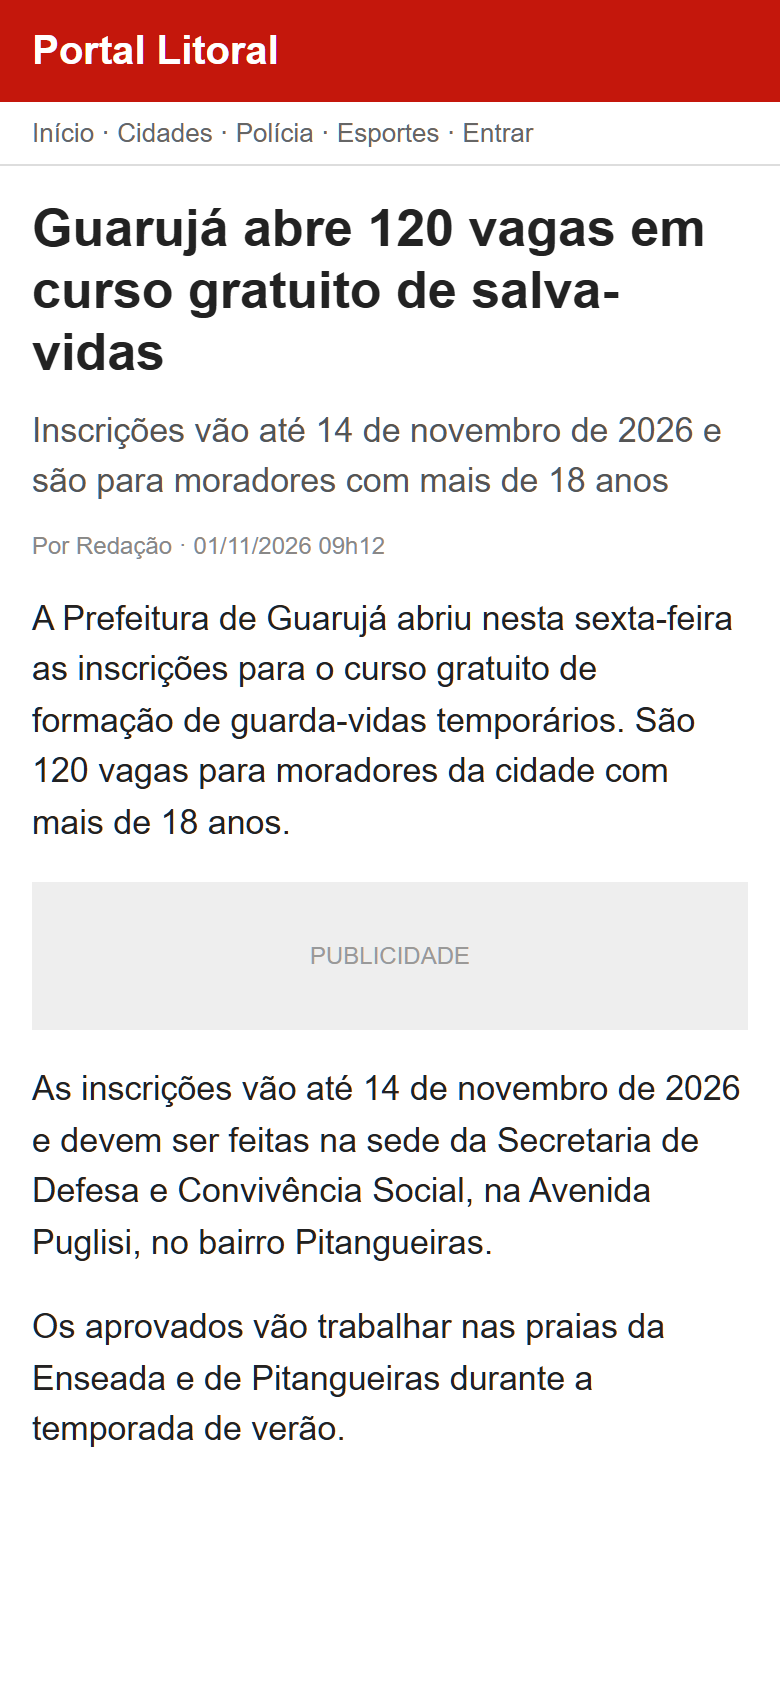 Portal Litoral
Início · Cidades · Polícia · Esportes · Entrar
Guarujá abre 120 vagas em
curso gratuito de salva-
vidas
Inscrições vão até 14 de novembro de 2026 e
são para moradores com mais de 18 anos
Por Redação · 01/11/2026 09h12
A Prefeitura de Guarujá abriu nesta sexta-feira
as inscrições para o curso gratuito de
formação de guarda-vidas temporários. São
120 vagas para moradores da cidade com
mais de 18 anos.
PUBLICIDADE
As inscrições vão até 14 de novembro de 2026
e devem ser feitas na sede da Secretaria de
Defesa e Convivência Social, na Avenida
Puglisi, no bairro Pitangueiras.
Os aprovados vão trabalhar nas praias da
Enseada e de Pitangueiras durante a
temporada de verão.